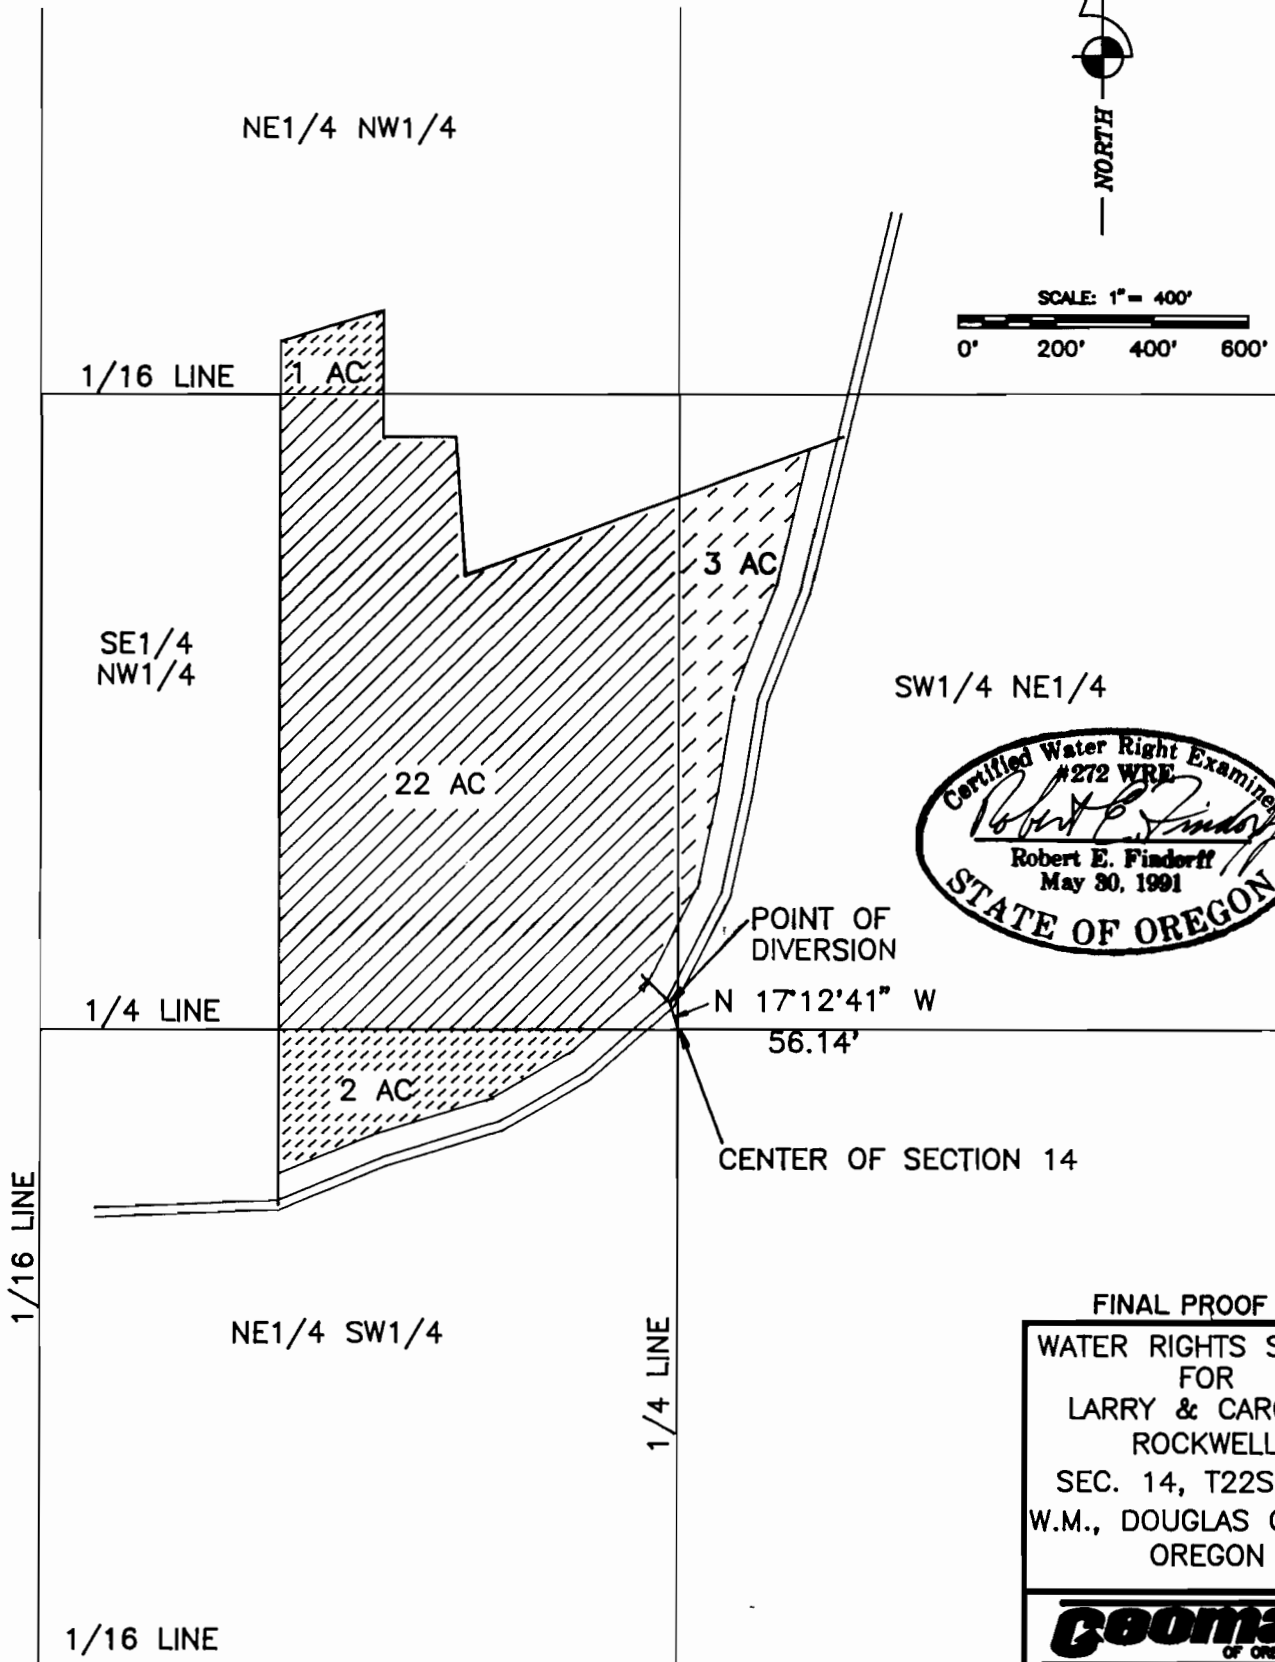 NE1/4 NW1/4
NORTH
SCALE: 1"= 400'
0' 200' 400' 600'
1/16 LINE
1 AC
3 AC
SE1/4
NW1/4
SW1/4 NE1/4
22 AC
Certified Water Right Examiner
#272 WRE
Robert E. Findorff
Robert E. Findorff
May 30, 1991
STATE OF OREGON
POINT OF
DIVERSION
1/4 LINE
N 17°12'41" W
56.14'
2 AC
CENTER OF SECTION 14
1/16 LINE
NE1/4 SW1/4
1/4 LINE
FINAL PROOF
WATER RIGHTS S
FOR
LARRY & CAR
ROCKWELL
SEC. 14, T22S
W.M., DOUGLAS
OREGON
1/16 LINE